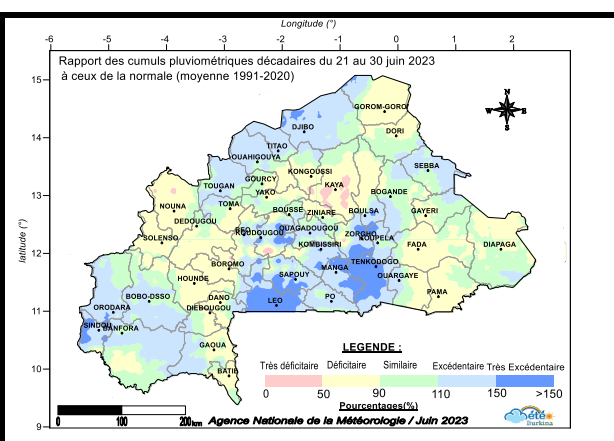 Longitude (°)
-6 -5 -4 -3 -2 -1 0 1 2
Rapport des cumuls pluviométriques décadaires du 21 au 30 juin 2023
à ceux de la normale (moyenne 1991-2020)
15
14
13
12
11
10
9
latitude (°)
N
W E
S
GOROM-GOROM
DJIBO
DORI
TITAO
OUAHIGOUYA
SEBBA
KONGOUSSI
TOUGAN
GOURCY
KAYA
YAKO
BOGANDE
NOUNA
TOMA
BOUSSE
ZINIARE
BOULSA
GAYERI
DEDOUGOU
REO
KOUDOUGOU
OUAGADOUGOU
ZORGHO
SOLENSO
KOMBISSIRI
KOUPELA
FADA
DIAPAGA
BOROMO
MANGA
TENKODOGO
HOUNDE
SAPOUY
OUARGAYE
BOBO-DSSO
DANO
LEO
PO
PAMA
ORODARA
DIEBOUGOU
SINDOU
BANFORA
GAOUA
BATIE
LEGENDE :
Très déficitaire Déficitaire Similaire Excédentaire Très Excédentaire
0 50 90 110 150 >150
Pourcentages(%)
0 100 200 km
Agence Nationale de la Météorologie / Juin 2023
Météo
Burkina